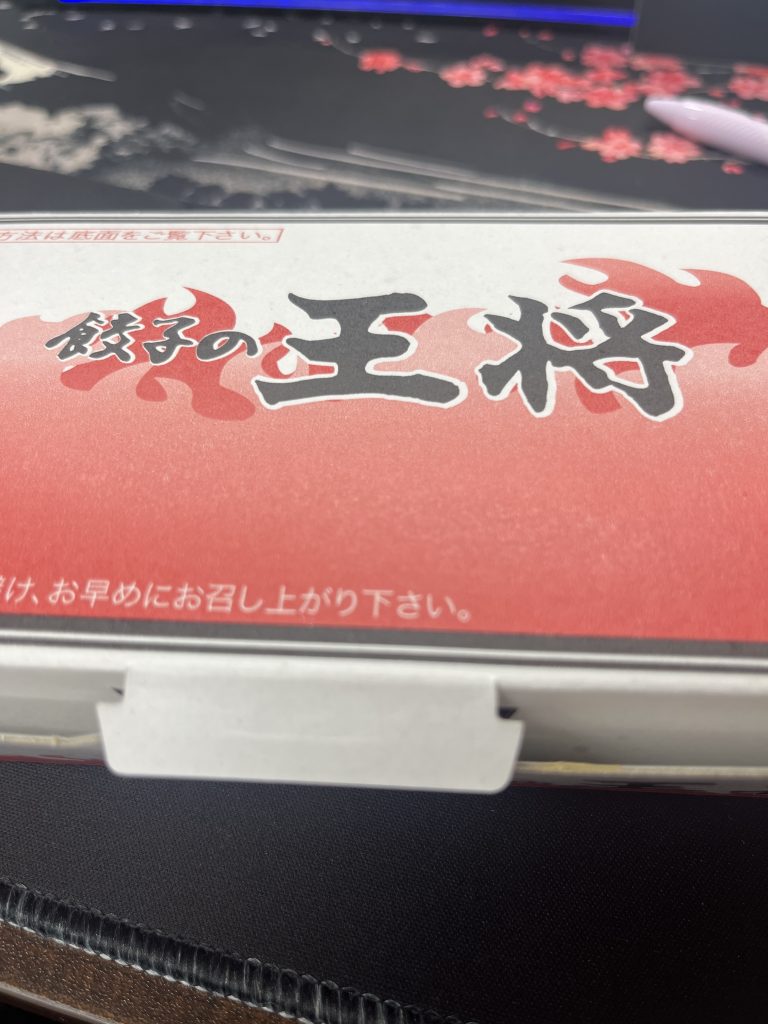 方法は底面をご覧下さい。
餃子の王将
け、お早めにお召し上がり下さい。